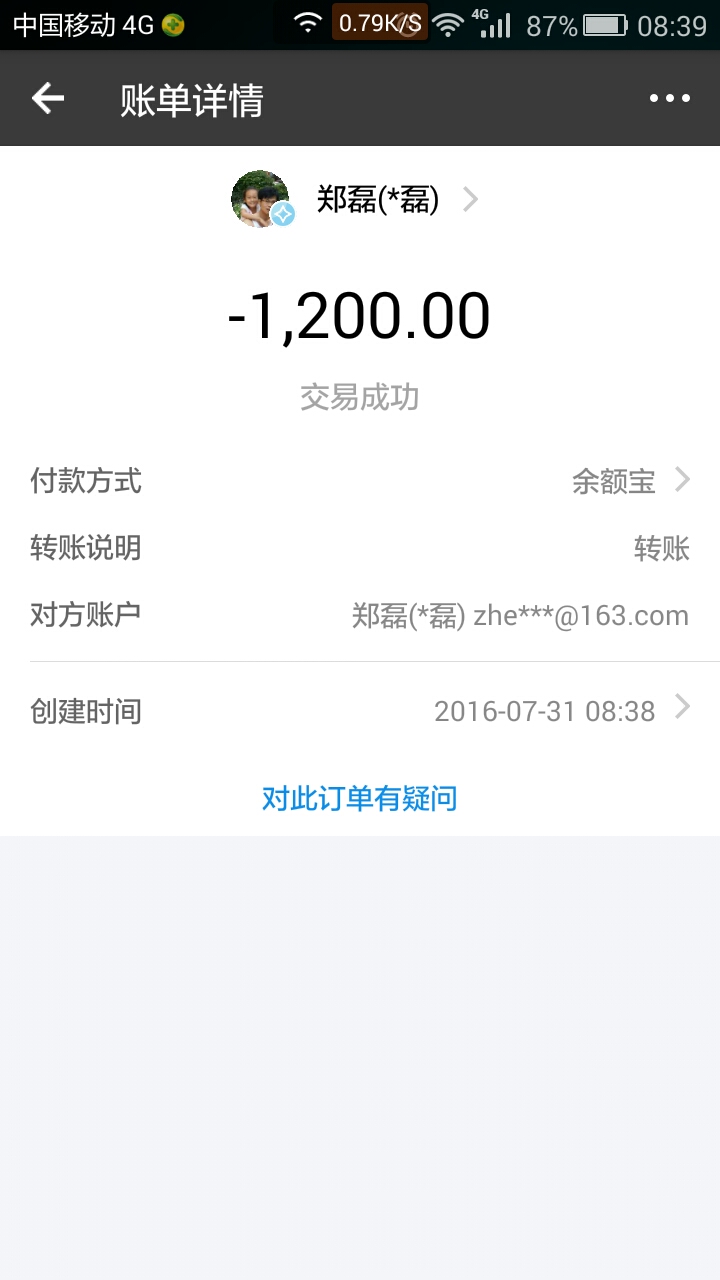 中国移动 4G 0.79K/S 4G 87% 08:39
账单详情
郑磊(*磊)
-1,200.00
交易成功
付款方式 余额宝
转账说明 转账
对方账户 郑磊(*磊) zhe***@163.com
创建时间 2016-07-31 08:38
对此订单有疑问